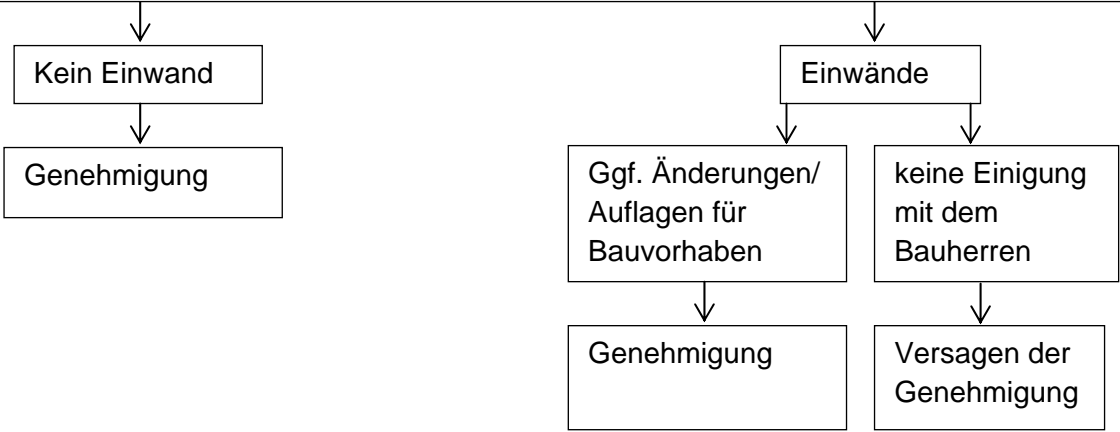 Kein Einwand
Einwände
Genehmigung
Ggf. Änderungen/
Auflagen für
Bauvorhaben
keine Einigung
mit dem
Bauherren
Genehmigung
Versagen der
Genehmigung